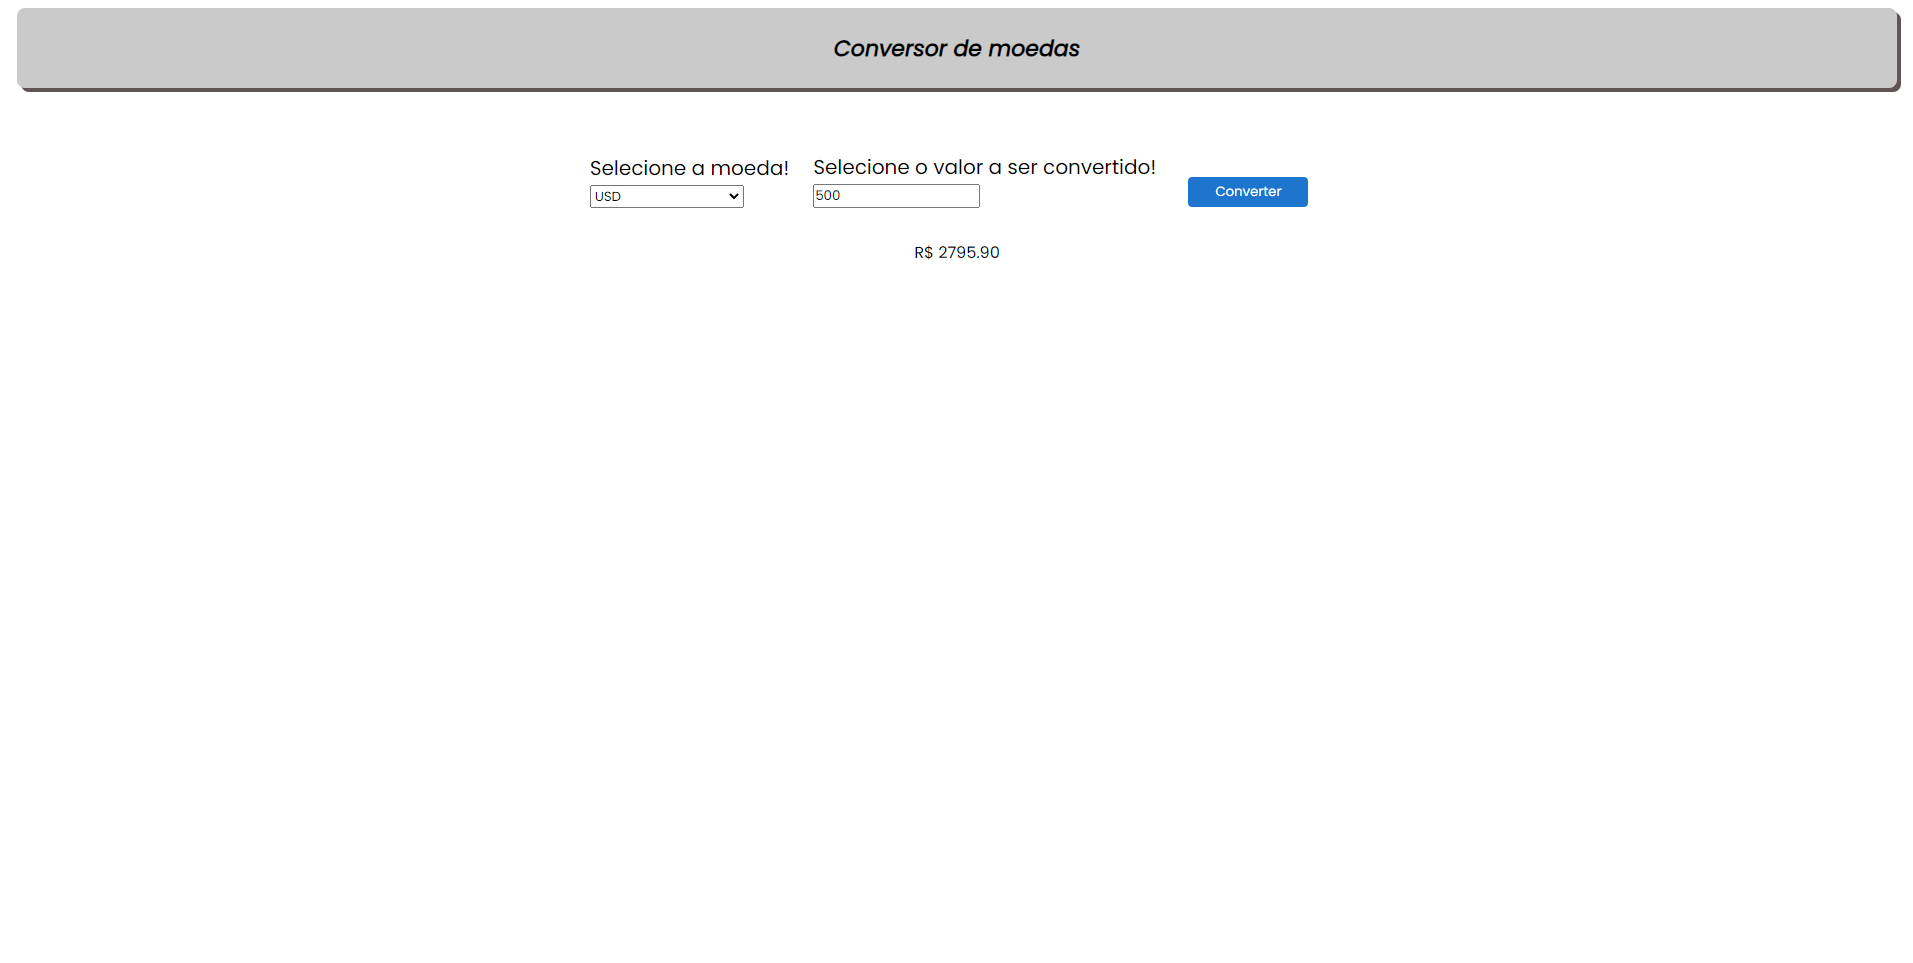 Conversor de moedas
Selecione a moeda!
Selecione o valor a ser convertido!
USD
500
Converter
R$ 2795.90